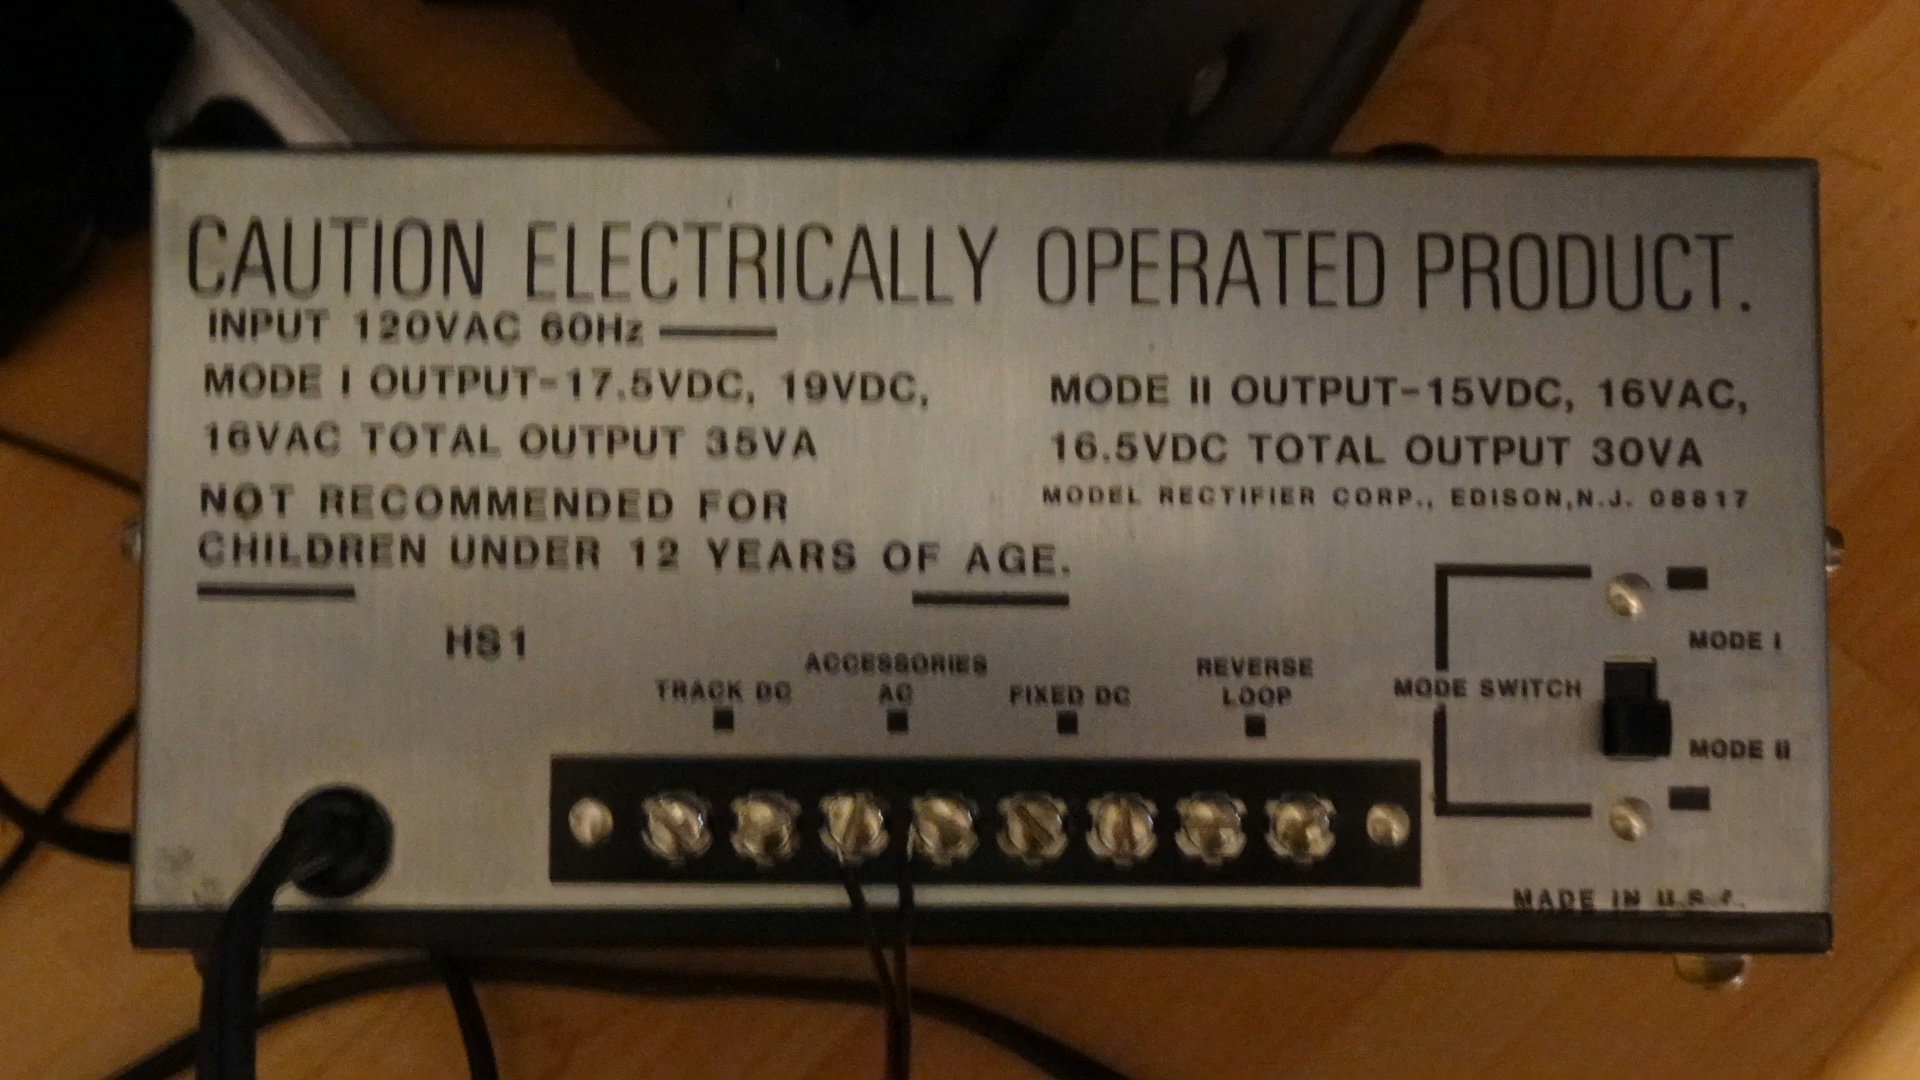 CAUTION ELECTRICALLY OPERATED PRODUCT.
INPUT 120VAC 60Hz
MODE I OUTPUT-17.5VDC, 19VDC,
16VAC TOTAL OUTPUT 35VA
MODE II OUTPUT-15VDC, 16VAC,
16.5VDC TOTAL OUTPUT 30VA
MODEL RECTIFIER CORP., EDISON, N.J. 08817
NOT RECOMMENDED FOR
CHILDREN UNDER 12 YEARS OF AGE.
HS1
TRACK DC
ACCESSORIES
AC
FIXED DC
REVERSE
LOOP
MODE SWITCH
MODE I
MODE II
MADE IN U.S.A.